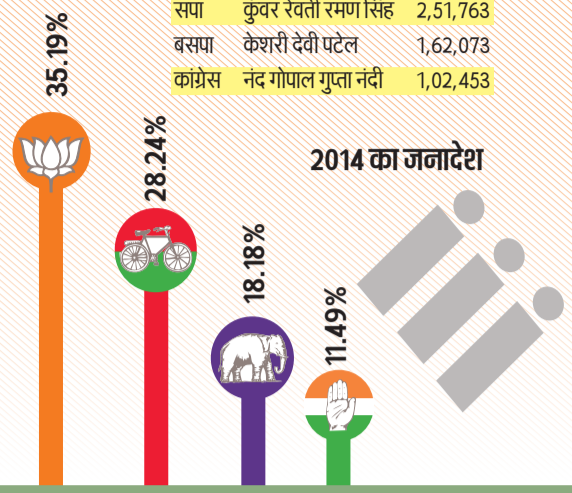 सपा कुंवर रेवती रमण सिंह 2,51,763
बसपा केशरी देवी पटेल 1,62,073
कांग्रेस नंद गोपाल गुप्ता नंदी 1,02,453
2014 का जनादेश
35.19%
28.24%
18.18%
11.49%